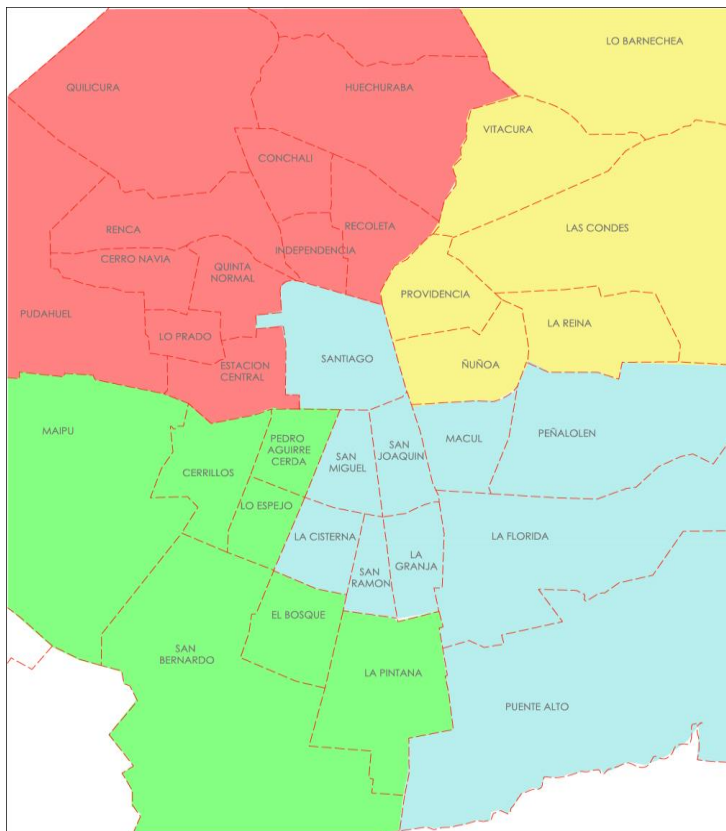 LO BARNECHEA
QUILICURA
HUECHURABA
VITACURA
CONCHALI
RECOLETA
LAS CONDES
RENCA
INDEPENDENCIA
CERRO NAVIA
QUINTA
NORMAL
PROVIDENCIA
PUDAHUEL
LA REINA
LO PRADO
SANTIAGO
ÑUÑOA
ESTACION
CENTRAL
MAIPU
PEDRO
AGUIRRE
CERDA
SAN
MIGUEL
SAN
JOAQUIN
MACUL
PEÑALOLEN
CERRILLOS
LO ESPEJO
LA CISTERNA
LA FLORIDA
LA
GRANJA
SAN
RAMON
EL BOSQUE
SAN
BERNARDO
LA PINTANA
PUENTE ALTO